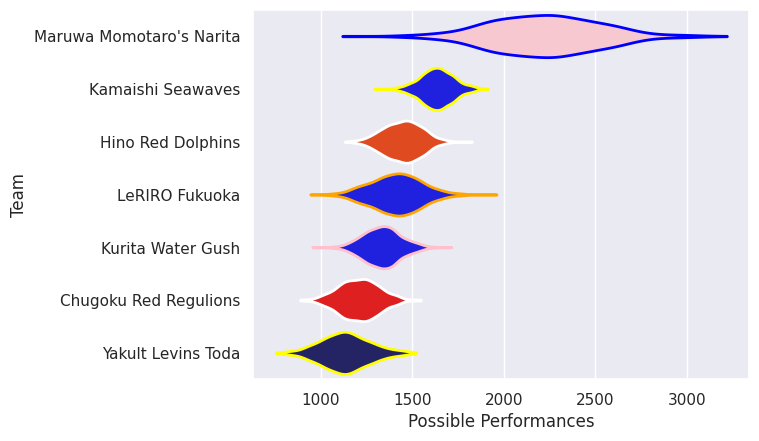 Team
Maruwa Momotaro's Narita
Kamaishi Seawaves
Hino Red Dolphins
LeRIRO Fukuoka
Kurita Water Gush
Chugoku Red Regulions
Yakult Levins Toda
1000 1500 2000 2500 3000
Possible Performances